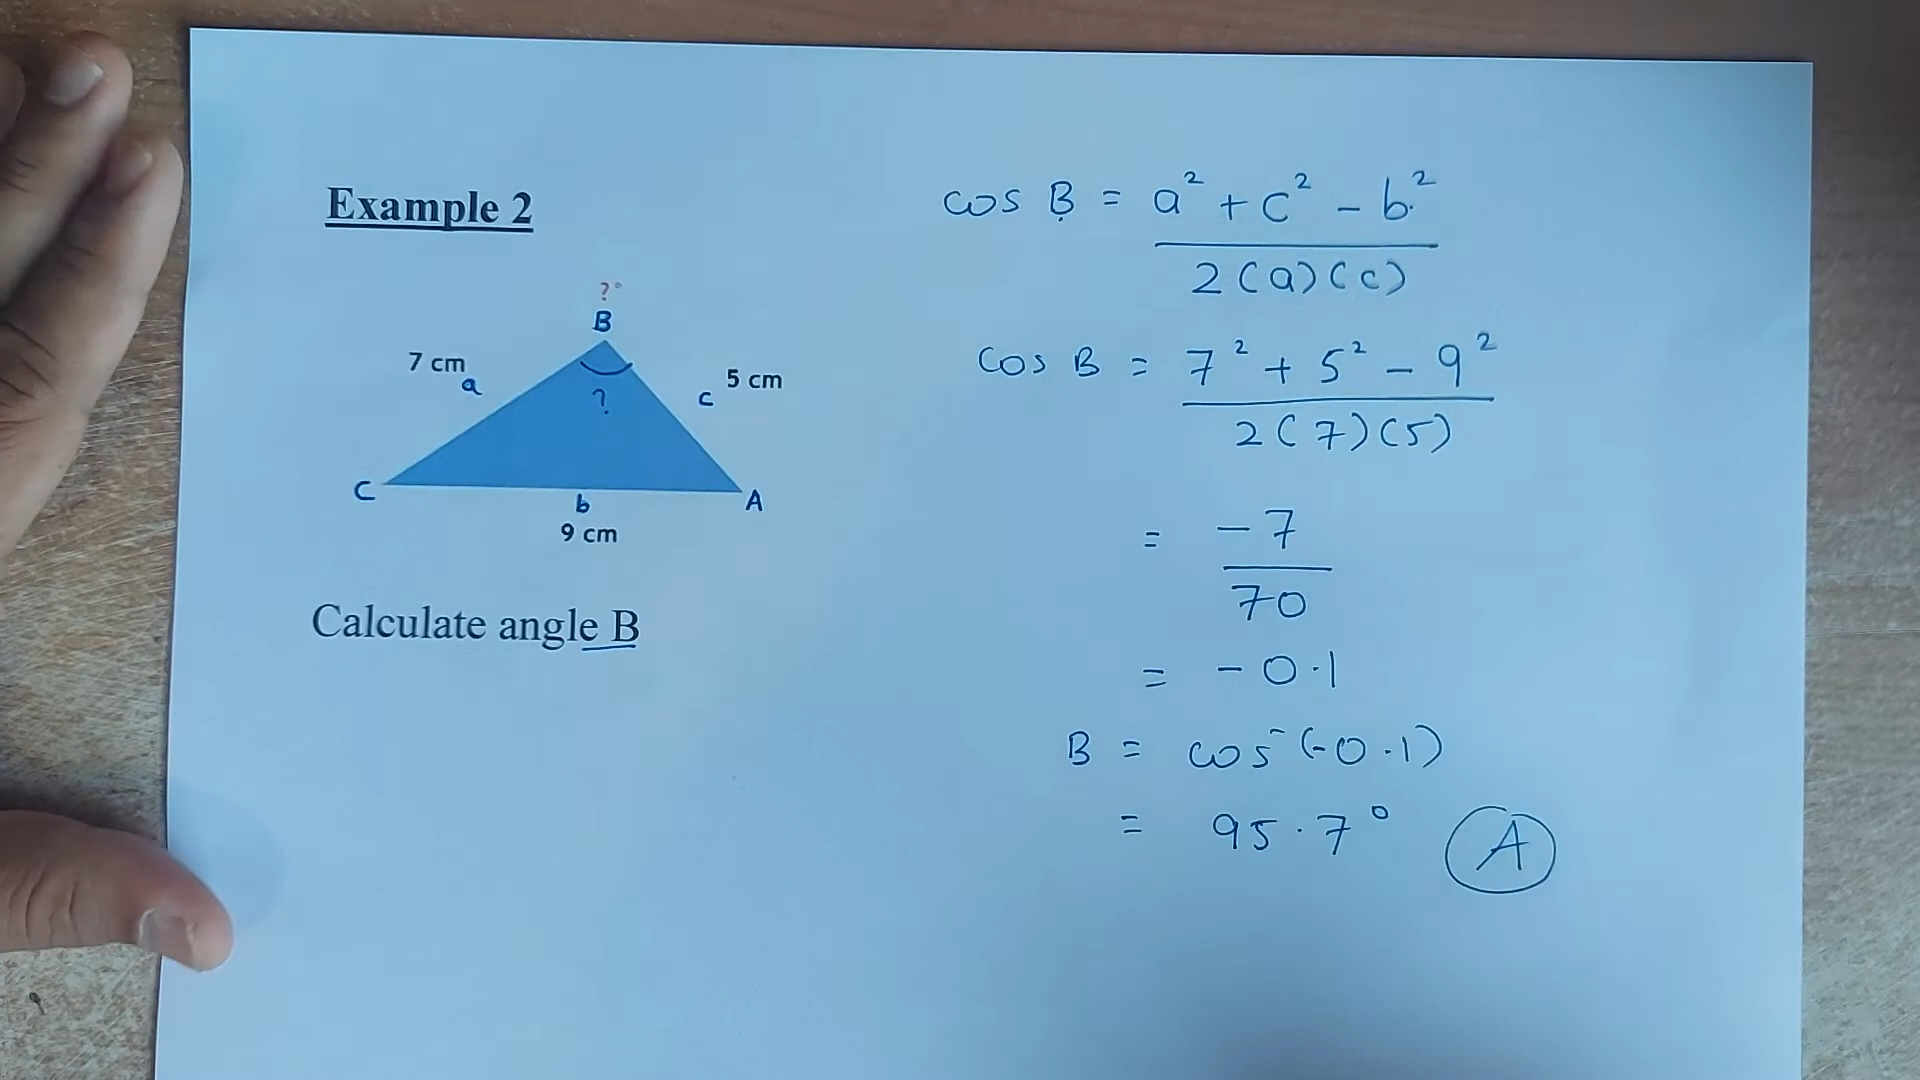 Example 2
?°
B
7 cm
a
?
c
5 cm
C
b
A
9 cm
Calculate angle B
cos B = a² + c² - b²
2(a)(c)
cos B = 7² + 5² - 9²
2(7)(5)
= -7
70
= -0.1
B = cos⁻(-0.1)
= 95.7°
A